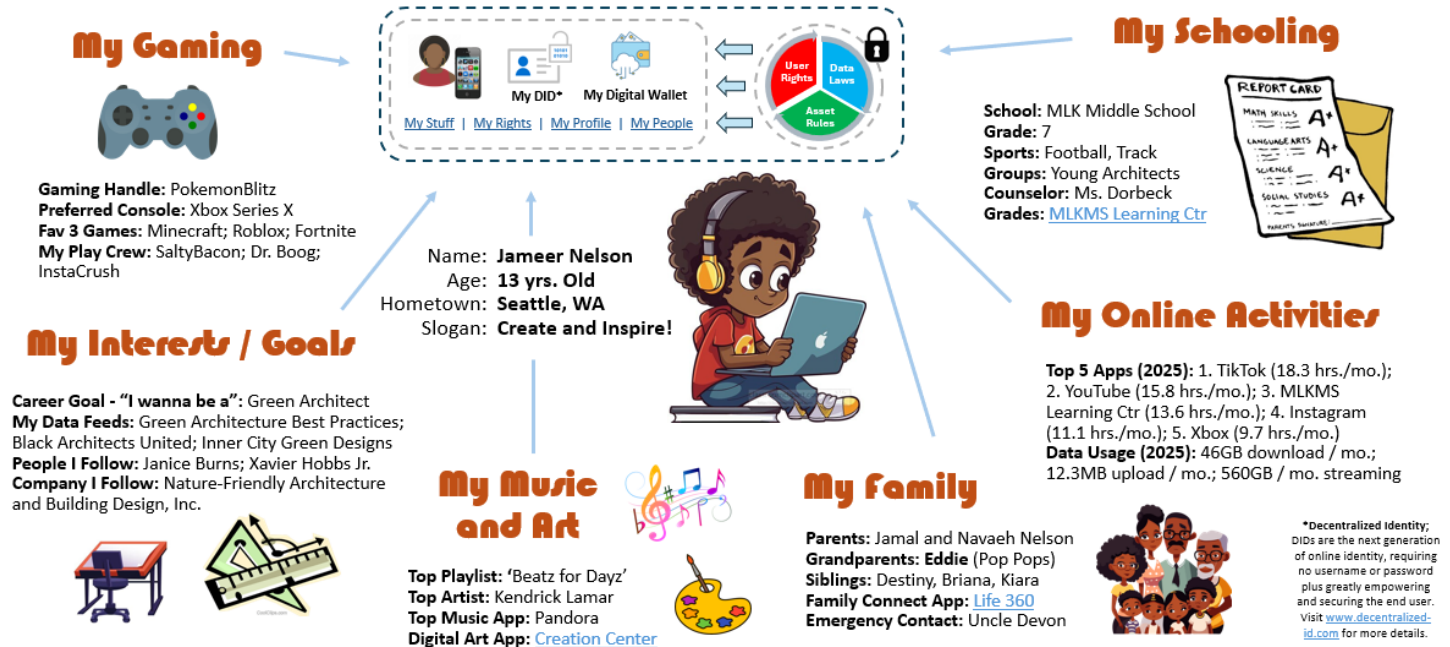 My Gaming
Gaming Handle: PokemonBlitz
Preferred Console: Xbox Series X
Fav 3 Games: Minecraft; Roblox; Fortnite
My Play Crew: SaltyBacon; Dr. Boog;
InstaCrush
My DID*
My Digital Wallet
My Stuff | My Rights | My Profile | My People
User
Rights
Data
Laws
Asset
Rules
My Schooling
School: MLK Middle School
Grade: 7
Sports: Football, Track
Groups: Young Architects
Counselor: Ms. Dorbeck
Grades: MLKMS Learning Ctr
REPORT CARD
MATH SKILLS A+
LANGUAGE ARTS A+
SCIENCE A+
SOCIAL STUDIES A+
PARENTS SIGNATURE:
Name: Jameer Nelson
Age: 13 yrs. Old
Hometown: Seattle, WA
Slogan: Create and Inspire!
My Interests / Goals
Career Goal - “I wanna be a”: Green Architect
My Data Feeds: Green Architecture Best Practices;
Black Architects United; Inner City Green Designs
People I Follow: Janice Burns; Xavier Hobbs Jr.
Company I Follow: Nature-Friendly Architecture
and Building Design, Inc.
My Music
and Art
Top Playlist: ‘Beatz for Dayz’
Top Artist: Kendrick Lamar
Top Music App: Pandora
Digital Art App: Creation Center
My Family
Parents: Jamal and Navaeh Nelson
Grandparents: Eddie (Pop Pops)
Siblings: Destiny, Briana, Kiara
Family Connect App: Life 360
Emergency Contact: Uncle Devon
My Online Activities
Top 5 Apps (2025): 1. TikTok (18.3 hrs./mo.);
2. YouTube (15.8 hrs./mo.); 3. MLKMS
Learning Ctr (13.6 hrs./mo.); 4. Instagram
(11.1 hrs./mo.); 5. Xbox (9.7 hrs./mo.)
Data Usage (2025): 46GB download / mo.;
12.3MB upload / mo.; 560GB / mo. streaming
*Decentralized Identity;
DIDs are the next generation
of online identity, requiring
no username or password
plus greatly empowering
and securing the end user.
Visit www.decentralized-
id.com for more details.